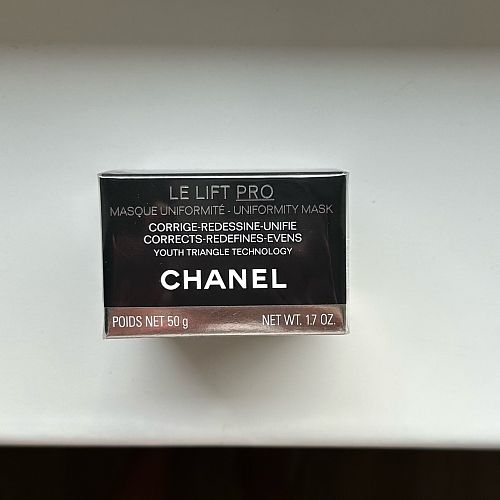 LE LIFT PRO
MASQUE UNIFORMITÉ - UNIFORMITY MASK
CORRIGE-REDESSINE-UNIFIE
CORRECTS-REDEFINES-EVENS
YOUTH TRIANGLE TECHNOLOGY
CHANEL
POIDS NET 50 g NET WT. 1.7 OZ.